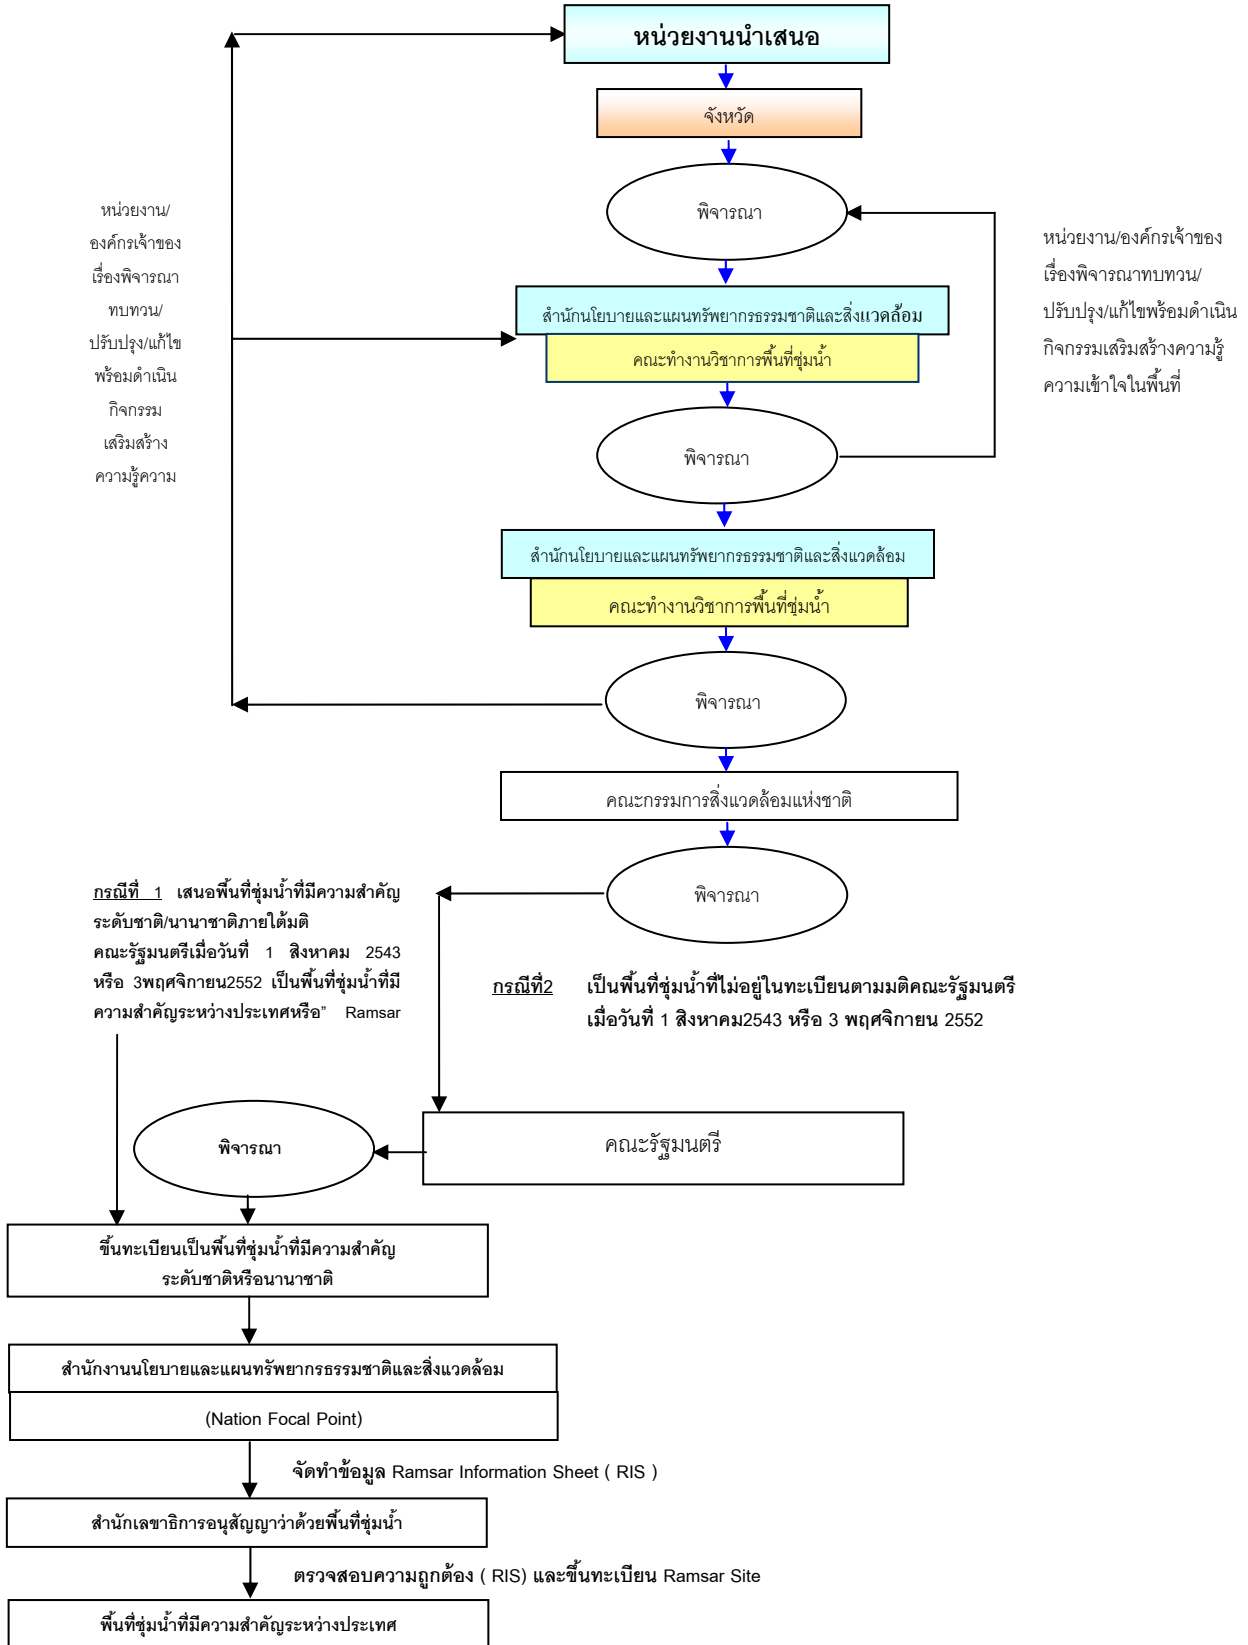 หน่วยงานนำเสนอ
จังหวัด
พิจารณา
หน่วยงาน/
องค์กรเจ้าของ
เรื่องพิจารณา
ทบทวน/
ปรับปรุง/แก้ไข
พร้อมดำเนิน
กิจกรรม
เสริมสร้าง
ความรู้ความ
หน่วยงาน/องค์กรเจ้าของ
เรื่องพิจารณาทบทวน/
ปรับปรุง/แก้ไขพร้อมดำเนิน
กิจกรรมเสริมสร้างความรู้
ความเข้าใจในพื้นที่
สำนักนโยบายและแผนทรัพยากรธรรมชาติและสิ่งแวดล้อม
คณะทำงานวิชาการพื้นที่ชุ่มน้ำ
พิจารณา
สำนักนโยบายและแผนทรัพยากรธรรมชาติและสิ่งแวดล้อม
คณะทำงานวิชาการพื้นที่ชุ่มน้ำ
พิจารณา
คณะกรรมการสิ่งแวดล้อมแห่งชาติ
พิจารณา
กรณีที่ 1 เสนอพื้นที่ชุ่มน้ำที่มีความสำคัญ
ระดับชาติ/นานาชาติภายใต้มติ
คณะรัฐมนตรีเมื่อวันที่ 1 สิงหาคม 2543
หรือ 3พฤศจิกายน2552 เป็นพื้นที่ชุ่มน้ำที่มี
ความสำคัญระหว่างประเทศหรือ" Ramsar
กรณีที่2 เป็นพื้นที่ชุ่มน้ำที่ไม่อยู่ในทะเบียนตามมติคณะรัฐมนตรี
เมื่อวันที่ 1 สิงหาคม2543 หรือ 3 พฤศจิกายน 2552
คณะรัฐมนตรี
พิจารณา
ขึ้นทะเบียนเป็นพื้นที่ชุ่มน้ำที่มีความสำคัญ
ระดับชาติหรือนานาชาติ
สำนักงานนโยบายและแผนทรัพยากรธรรมชาติและสิ่งแวดล้อม
(Nation Focal Point)
จัดทำข้อมูล Ramsar Information Sheet ( RIS )
สำนักเลขาธิการอนุสัญญาว่าด้วยพื้นที่ชุ่มน้ำ
ตรวจสอบความถูกต้อง ( RIS) และขึ้นทะเบียน Ramsar Site
พื้นที่ชุ่มน้ำที่มีความสำคัญระหว่างประเทศ